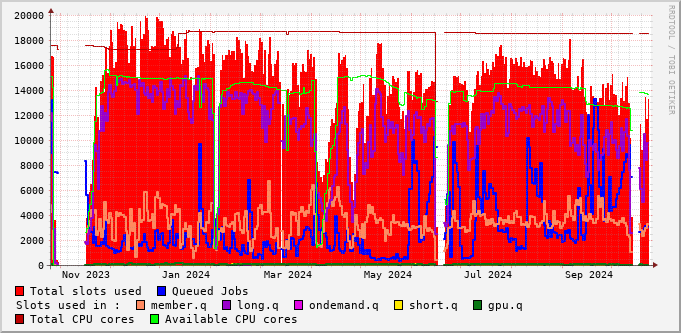 20000
18000
16000
14000
12000
10000
8000
6000
4000
2000
0
Nov 2023 Jan 2024 Mar 2024 May 2024 Jul 2024 Sep 2024
RRDTOOL / TOBI OETIKER
Total slots used Queued Jobs
Slots used in : member.q long.q ondemand.q short.q gpu.q
Total CPU cores Available CPU cores